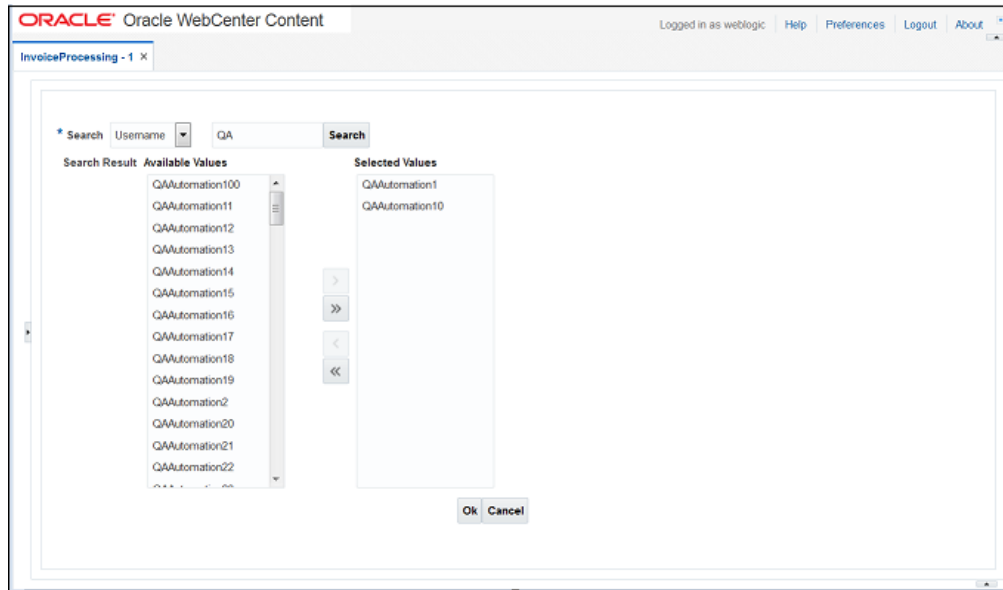 ORACLE® Oracle WebCenter Content
Logged in as weblogic Help Preferences Logout About
InvoiceProcessing - 1 ×
* Search Username QA Search
Search Result Available Values Selected Values
QAAutomation100 QAAutomation1
QAAutomation11 QAAutomation10
QAAutomation12
QAAutomation13
QAAutomation14
QAAutomation15
QAAutomation16
QAAutomation17
QAAutomation18
QAAutomation19
QAAutomation2
QAAutomation20
QAAutomation21
QAAutomation22
Ok Cancel